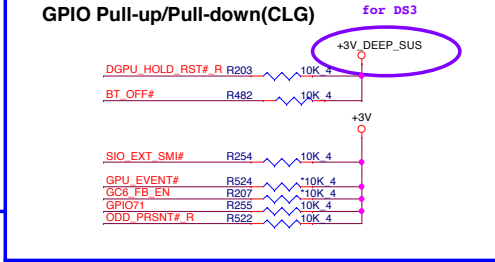 GPIO Pull-up/Pull-down(CLG)
for DS3
+3V_DEEP_SUS
DGPU_HOLD_RST#_R R203 10K_4
BT_OFF# R482 10K_4
+3V
SIO_EXT_SMI# R254 10K_4
GPU_EVENT# R524 *10K_4
GC6_FB_EN R207 *10K_4
GPIO71 R255 10K_4
ODD_PRSNT#_R R522 10K_4